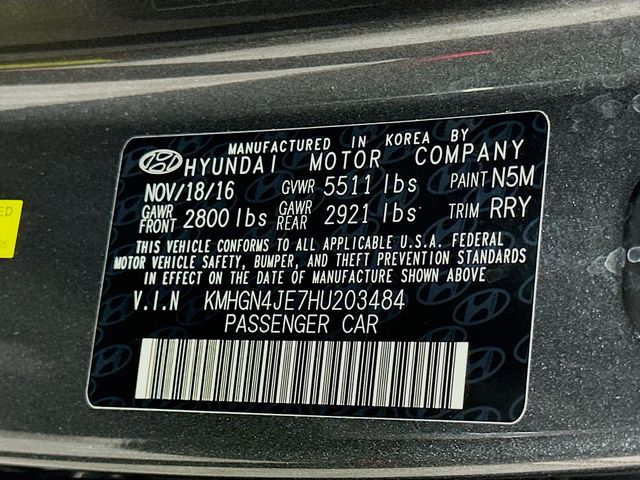 MANUFACTURED IN KOREA BY
HYUNDAI MOTOR COMPANY
NOV/18/16 GVWR 5511 lbs PAINT N5M
GAWR FRONT 2800 lbs GAWR REAR 2921 lbs TRIM RRY
THIS VEHICLE CONFORMS TO ALL APPLICABLE U.S.A. FEDERAL
MOTOR VEHICLE SAFETY, BUMPER, AND THEFT PREVENTION STANDARDS
IN EFFECT ON THE DATE OF MANUFACTURE SHOWN ABOVE.
V.I.N KMHGN4JE7HU203484
PASSENGER CAR